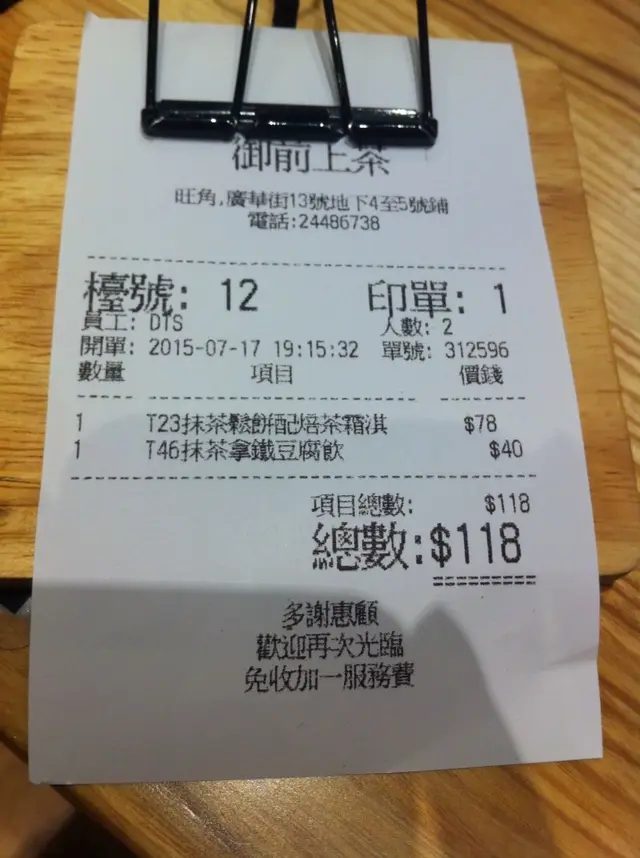 御前上茶
旺角,廣華街13號地下4至5號鋪
電話:24486738
檯號: 12 印單: 1
員工: DTS 人數: 2
開單: 2015-07-17 19:15:32 單號: 312596
數量 項目 價錢
1 T23抹茶鬆餅配焙茶霜淇 $78
1 T46抹茶拿鐵豆腐飲 $40
項目總數: $118
總數:$118
多謝惠顧
歡迎再次光臨
免收加一服務費